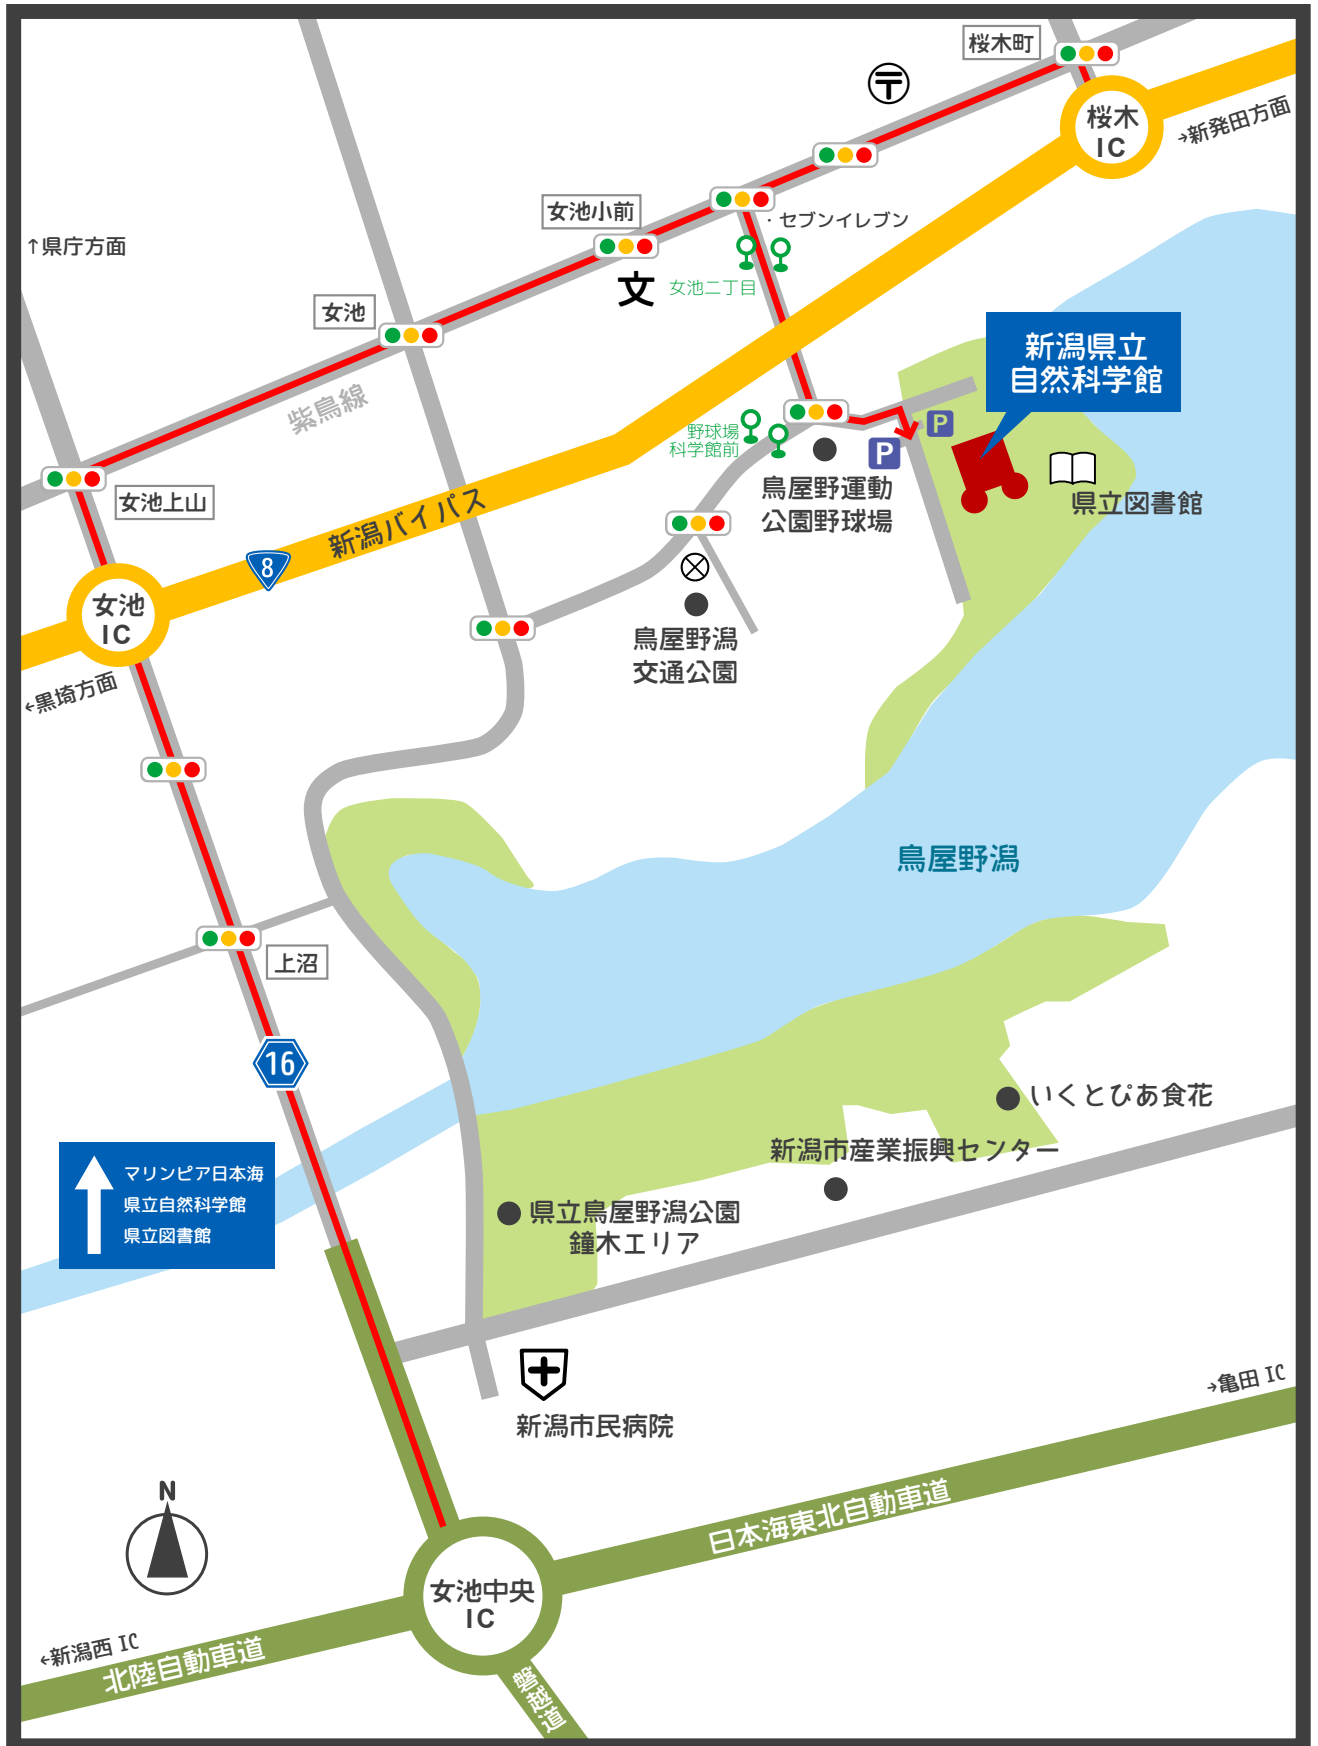 桜木町
〒
桜木
IC
→新発田方面
女池小前
・セブンイレブン
↑県庁方面
文
女池二丁目
女池
新潟県立
自然科学館
紫鳥線
野球場
科学館前
P
P
鳥屋野運動
公園野球場
県立図書館
女池上山
新潟バイパス
8
女池
IC
鳥屋野潟
交通公園
←黒埼方面
鳥屋野潟
上沼
16
いくとぴあ食花
新潟市産業振興センター
マリンピア日本海
県立自然科学館
県立図書館
県立鳥屋野潟公園
鐘木エリア
新潟市民病院
→亀田 IC
N
日本海東北自動車道
女池中央
IC
←新潟西 IC
北陸自動車道
磐越道